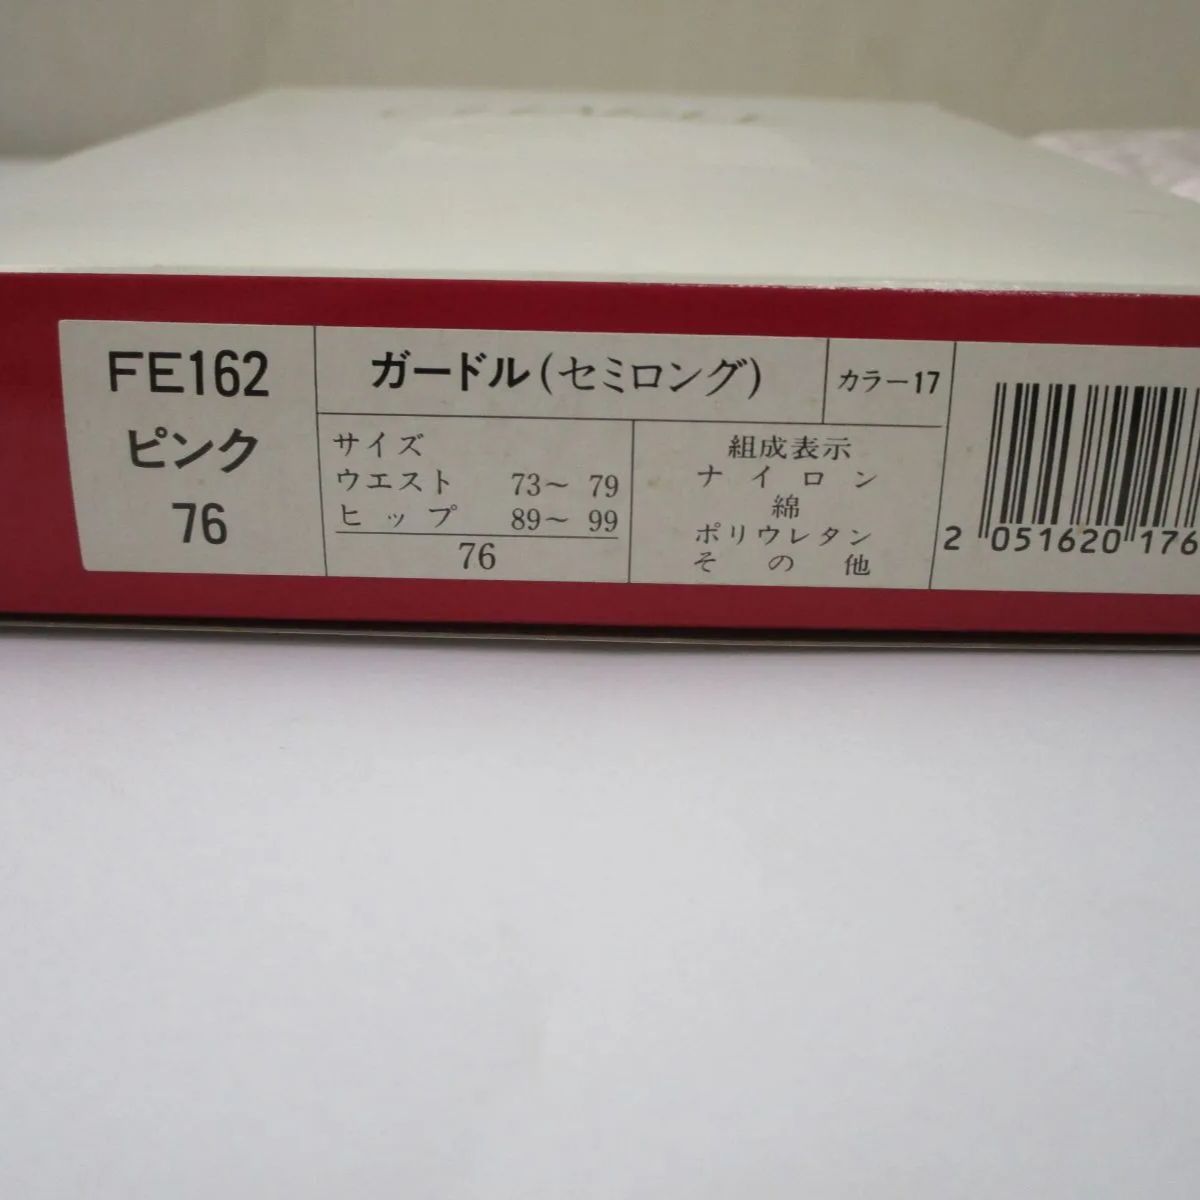 FE162
ピンク
76
ガードル(セミロング)
カラー17
サイズ
ウエスト 73～ 79
ヒップ 89～ 99
76
組成表示
ナイロン
綿
ポリウレタン
その他
2 051620 176